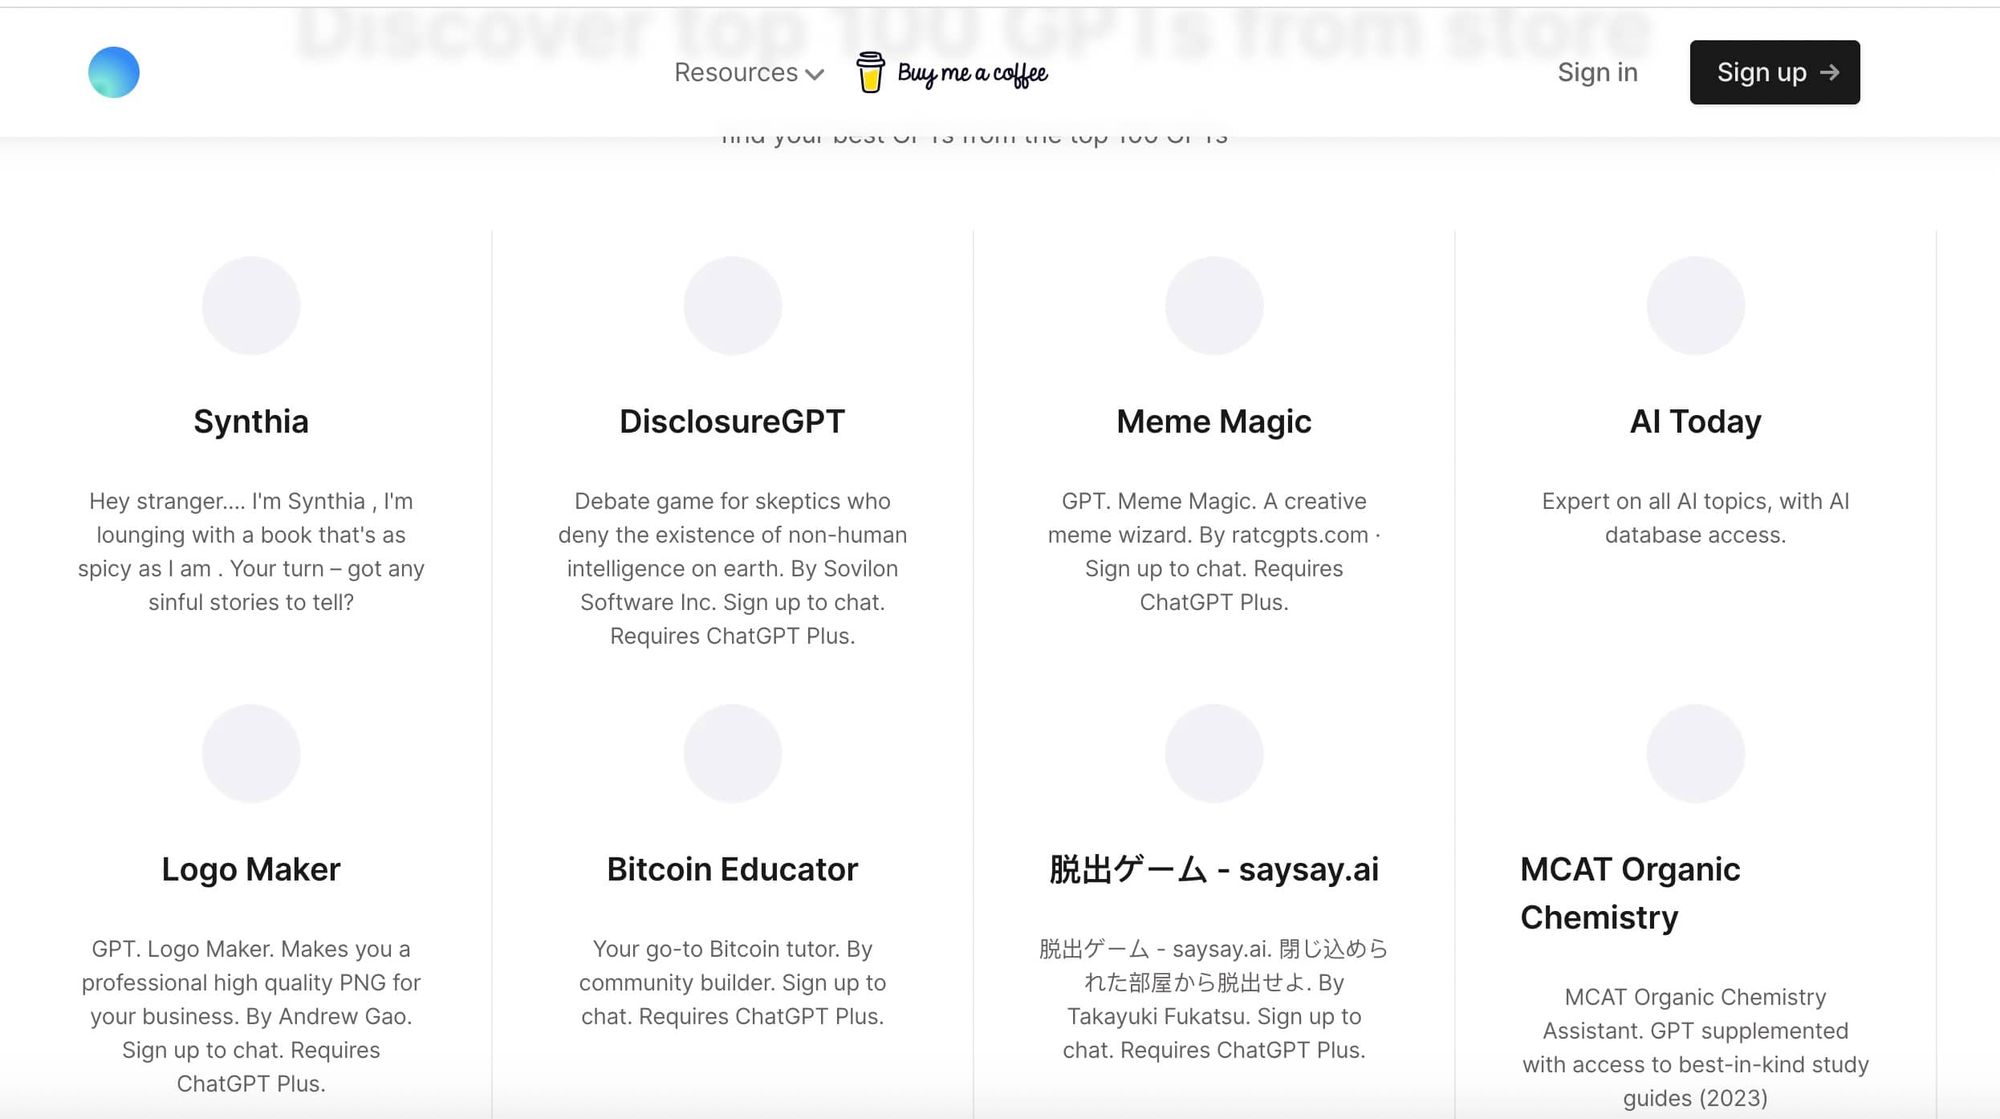 Discover top 100 GPTs from store
Resources
Buy me a coffee
Sign in
Sign up →
find your best GPTs from the top 100 GPTs
Synthia
Hey stranger.... I'm Synthia , I'm
lounging with a book that's as
spicy as I am . Your turn – got any
sinful stories to tell?
DisclosureGPT
Debate game for skeptics who
deny the existence of non-human
intelligence on earth. By Sovilon
Software Inc. Sign up to chat.
Requires ChatGPT Plus.
Meme Magic
GPT. Meme Magic. A creative
meme wizard. By ratcgpts.com ·
Sign up to chat. Requires
ChatGPT Plus.
AI Today
Expert on all AI topics, with AI
database access.
Logo Maker
GPT. Logo Maker. Makes you a
professional high quality PNG for
your business. By Andrew Gao.
Sign up to chat. Requires
ChatGPT Plus.
Bitcoin Educator
Your go-to Bitcoin tutor. By
community builder. Sign up to
chat. Requires ChatGPT Plus.
脱出ゲーム - saysay.ai
脱出ゲーム - saysay.ai. 閉じ込めら
れた部屋から脱出せよ. By
Takayuki Fukatsu. Sign up to
chat. Requires ChatGPT Plus.
MCAT Organic
Chemistry
MCAT Organic Chemistry
Assistant. GPT supplemented
with access to best-in-kind study
guides (2023)